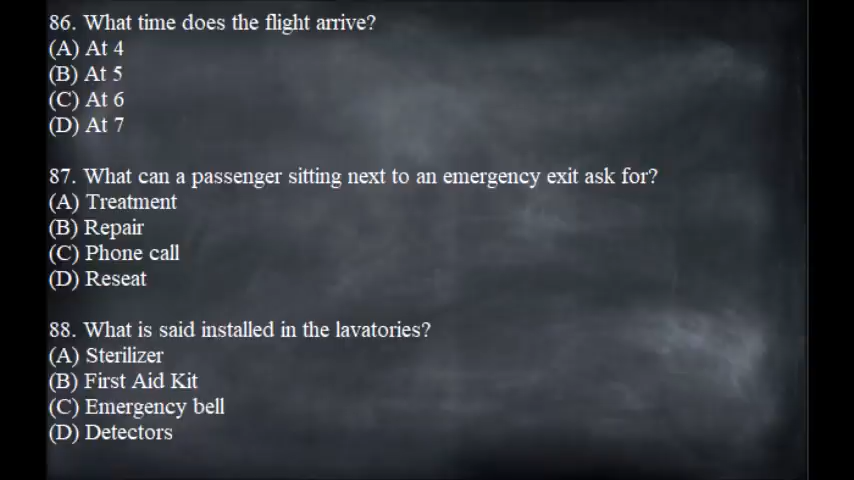 86. What time does the flight arrive?
(A) At 4
(B) At 5
(C) At 6
(D) At 7
87. What can a passenger sitting next to an emergency exit ask for?
(A) Treatment
(B) Repair
(C) Phone call
(D) Reseat
88. What is said installed in the lavatories?
(A) Sterilizer
(B) First Aid Kit
(C) Emergency bell
(D) Detectors